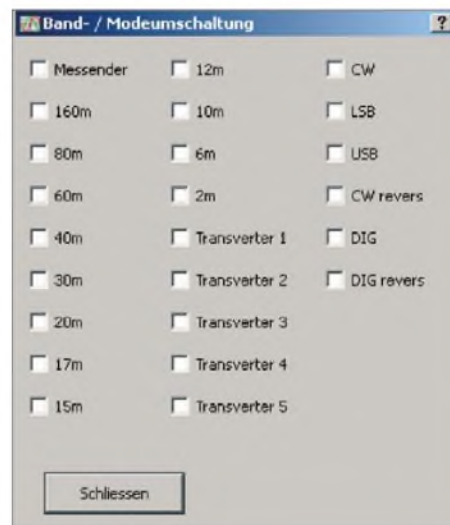 Band- / Modeumschaltung ?
Messender 12m CW
160m 10m LSB
80m 6m USB
60m 2m CW revers
40m Transverter 1 DIG
30m Transverter 2 DIG revers
20m Transverter 3
17m Transverter 4
15m Transverter 5
Schliessen